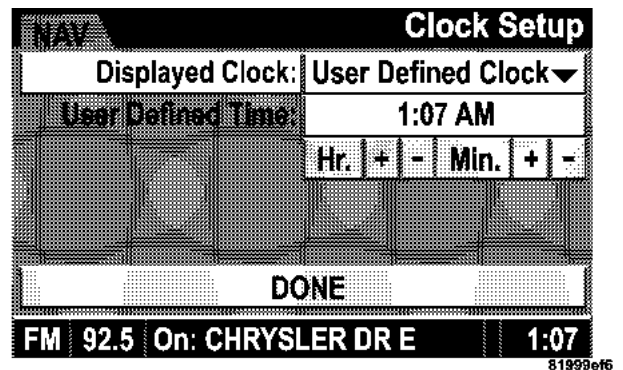 NAV
Clock Setup
Displayed Clock: User Defined Clock
User Defined Time: 1:07 AM
Hr. + - Min. + -
DONE
FM 92.5 On: CHRYSLER DR E 1:07
81999ef6